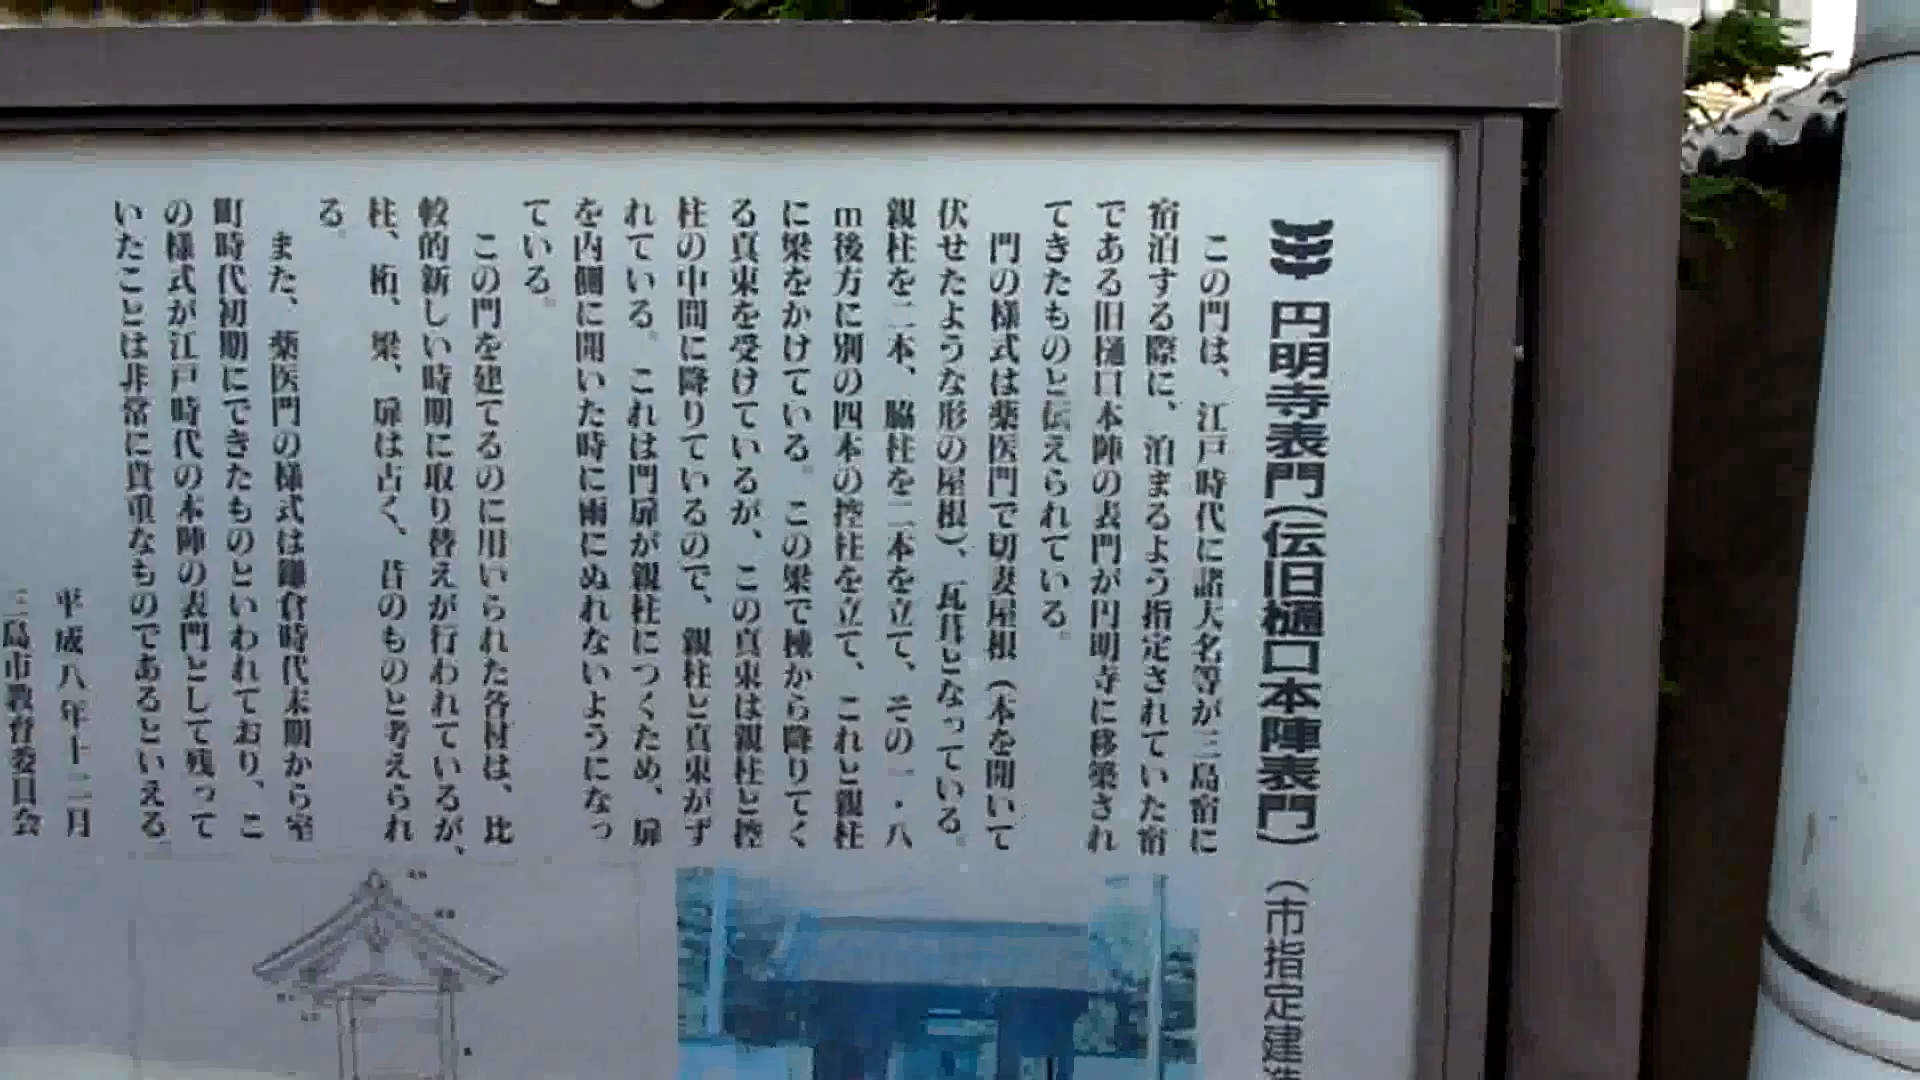 円明寺表門(伝旧樋口本陣表門)(市指定建造
この門は、江戸時代に諸大名等が三島宿に
宿泊する際に、泊まるよう指定されていた宿
である旧樋口本陣の表門が円明寺に移築され
てきたものと伝えられている。
門の様式は薬医門で切妻屋根(本を開いて
伏せたような形の屋根)、瓦葺となっている。
親柱を二本、脇柱を二本を立て、その一・八
m後方に別の四本の控柱を立て、これと親柱
に梁をかけている。この梁で棟から降りてく
る真束を受けているが、この真束は親柱と控
柱の中間に降りているので、親柱と真束がず
れている。これは門扉が親柱につくため、扉
を内側に開いた時に雨にぬれないようになっ
ている。
この門を建てるのに用いられた各材は、比
較的新しい時期に取り替えが行われているが、
柱、桁、梁、扉は古く、昔のものと考えられ
る。
また、薬医門の様式は鎌倉時代末期から室
町時代初期にできたものといわれており、こ
の様式が江戸時代の本陣の表門として残って
いたことは非常に貴重なものであるといえる。
平成八年十二月
三島市教育委員会